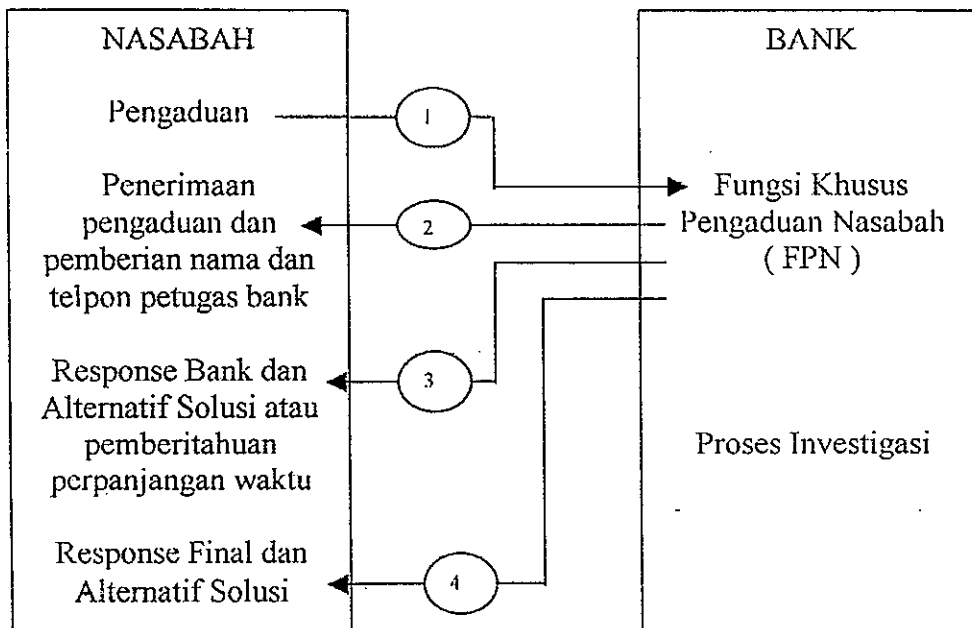 NASABAH
Pengaduan
Penerimaan
pengaduan dan
pemberian nama dan
telpon petugas bank
Response Bank dan
Alternatif Solusi atau
pemberitahuan
perpanjangan waktu
Response Final dan
Alternatif Solusi
1
2
3
4
BANK
Fungsi Khusus
Pengaduan Nasabah
( FPN )
Proses Investigasi